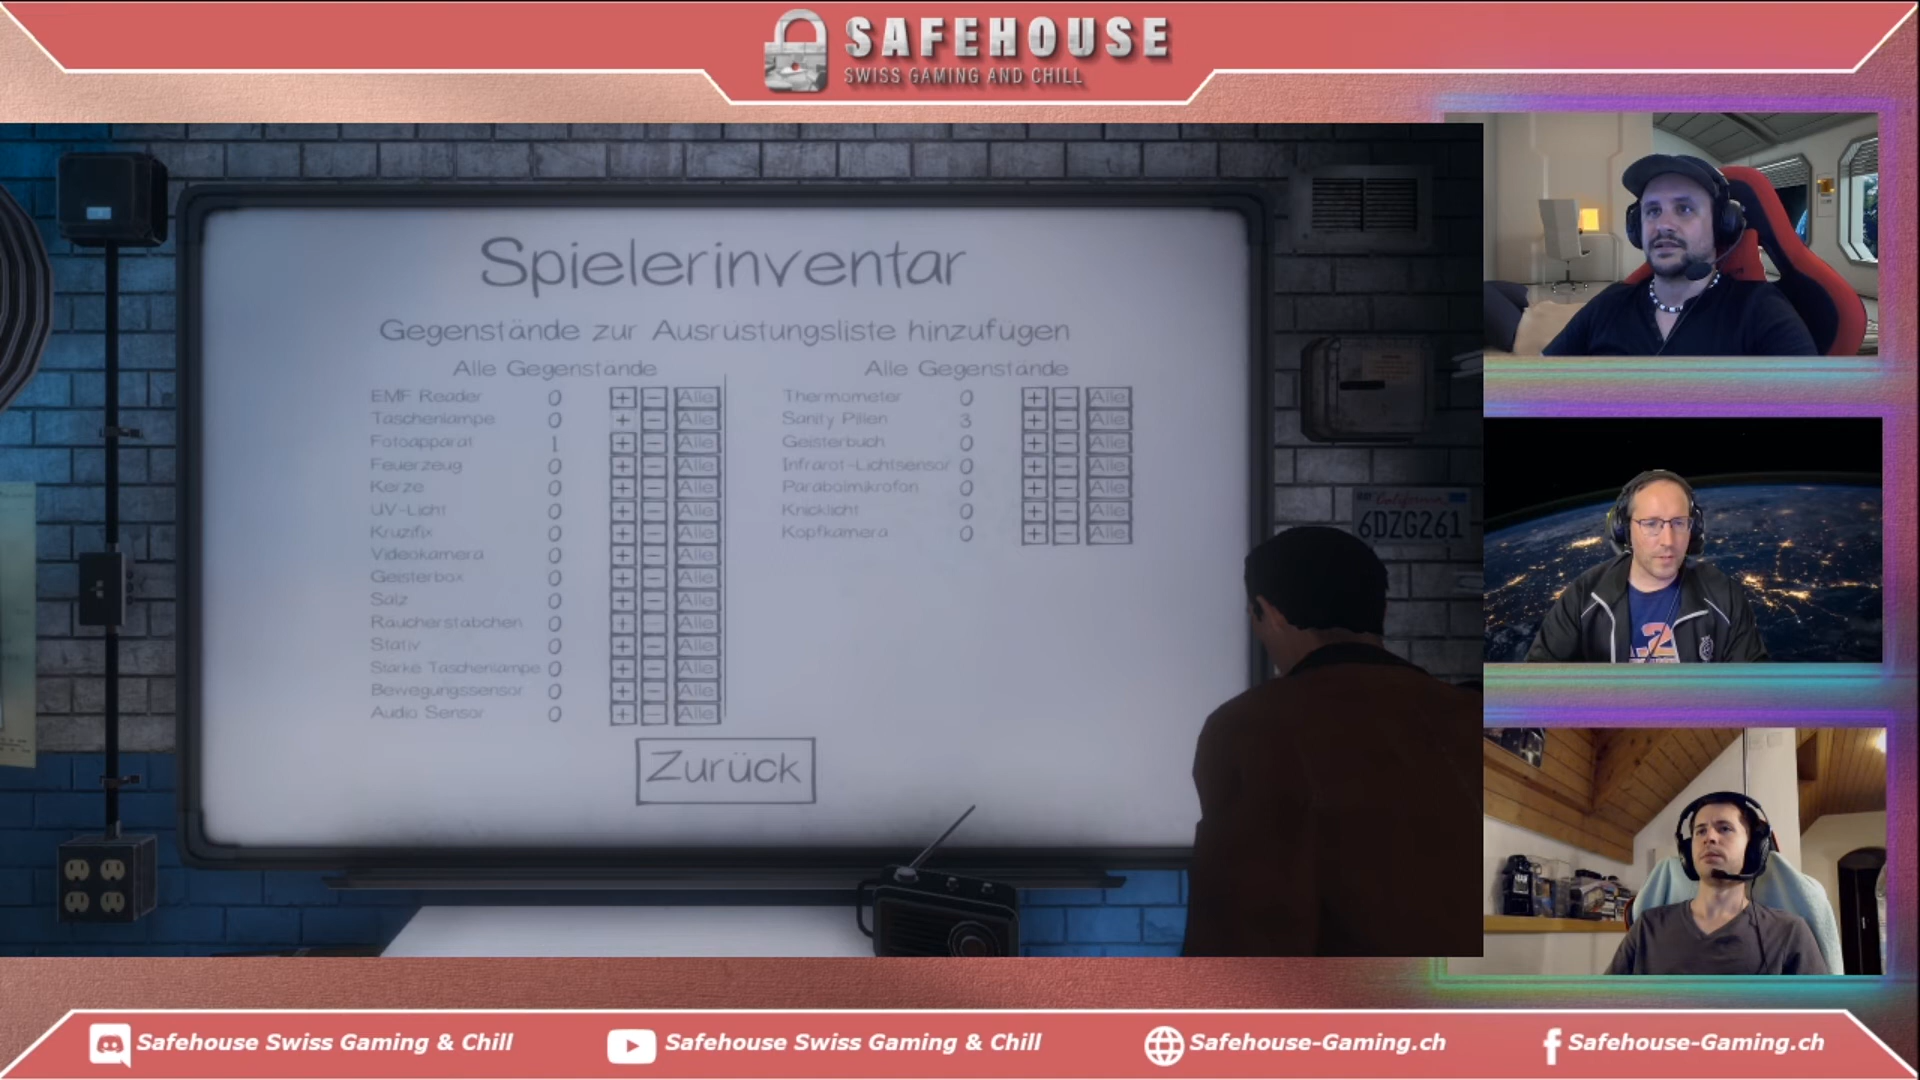 SAFEHOUSE
SWISS GAMING AND CHILL
Spielerinventar
Gegenstände zur Ausrüstungsliste hinzufügen
Alle Gegenstände
EMF Reader 0 + - Alle
Taschenlampe 0 + - Alle
Fotoapparat 1 + - Alle
Feuerzeug 0 + - Alle
Kerze 0 + - Alle
UV-Licht 0 + - Alle
Kruzifix 0 + - Alle
Videokamera 0 + - Alle
Geisterbox 0 + - Alle
Salz 0 + - Alle
Räucherstäbchen 0 + - Alle
Stativ 0 + - Alle
Starke Taschenlampe 0 + - Alle
Bewegungssensor 0 + - Alle
Audio Sensor 0 + - Alle
Alle Gegenstände
Thermometer 0 + - Alle
Sanity Pillen 3 + - Alle
Geisterbuch 0 + - Alle
Infrarot-Lichtsensor 0 + - Alle
Parabolmikrofon 0 + - Alle
Knicklicht 0 + - Alle
Kopfkamera 0 + - Alle
Zurück
California
6DZG261
Safehouse Swiss Gaming & Chill
Safehouse Swiss Gaming & Chill
Safehouse-Gaming.ch
Safehouse-Gaming.ch